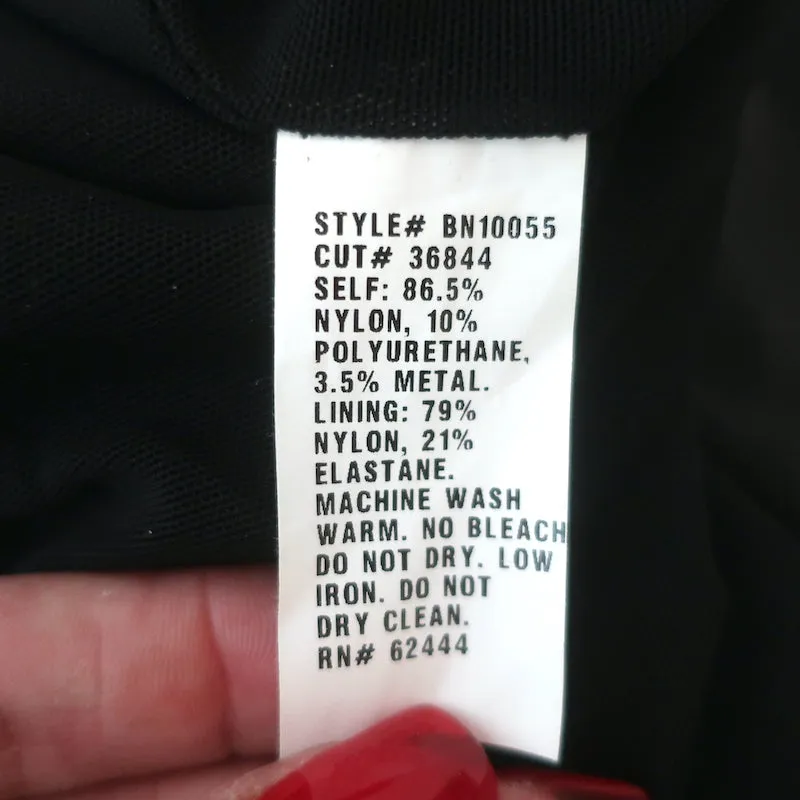 STYLE# BN10055
CUT# 36844
SELF: 86.5%
NYLON, 10%
POLYURETHANE,
3.5% METAL.
LINING: 79%
NYLON, 21%
ELASTANE.
MACHINE WASH
WARM. NO BLEACH
DO NOT DRY. LOW
IRON. DO NOT
DRY CLEAN.
RN# 62444